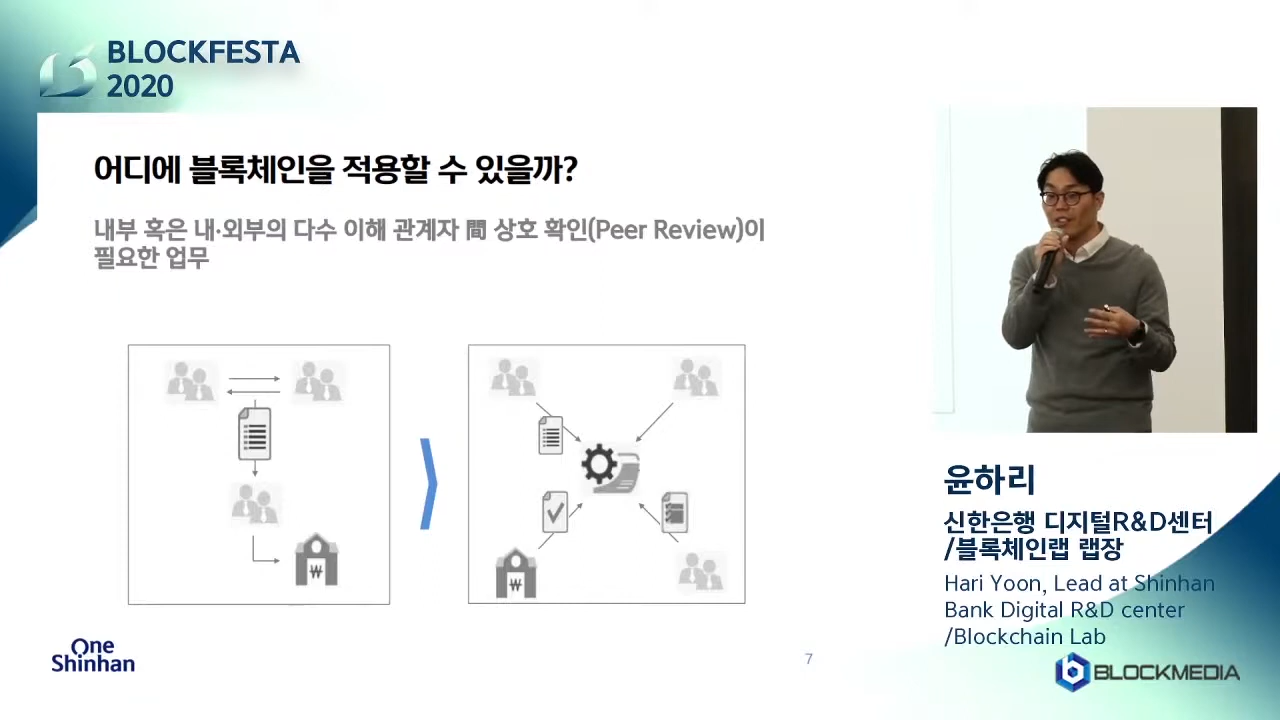 BLOCKFESTA
2020
어디에 블록체인을 적용할 수 있을까?
내부 혹은 내·외부의 다수 이해 관계자 間 상호 확인(Peer Review)이
필요한 업무
₩
₩
One
Shinhan
7
윤하리
신한은행 디지털R&D센터
/블록체인랩 랩장
Hari Yoon, Lead at Shinhan
Bank Digital R&D center
/Blockchain Lab
BLOCKMEDIA